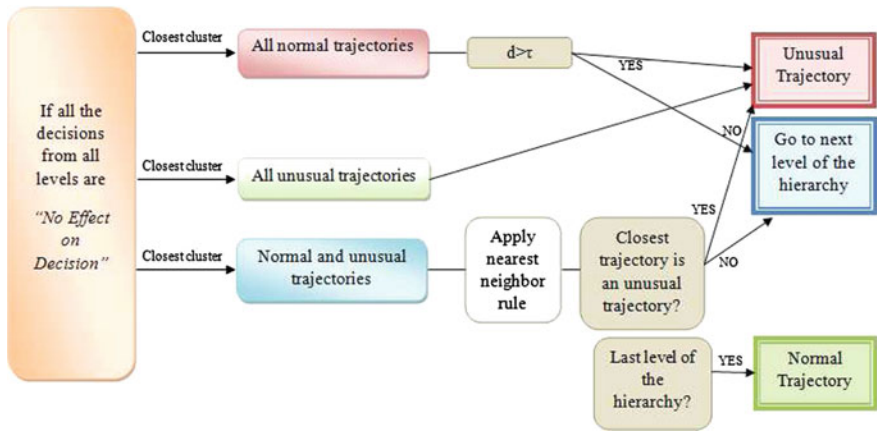 If all the
decisions
from all
levels are
"No Effect
on
Decision"
Closest cluster
All normal trajectories
d>τ
YES
NO
Unusual
Trajectory
Closest cluster
All unusual trajectories
Go to next
level of the
hierarchy
Closest cluster
Normal and unusual
trajectories
Apply
nearest
neighbor
rule
Closest
trajectory is
an unusual
trajectory?
YES
NO
Last level of
the
hierarchy?
YES
Normal
Trajectory